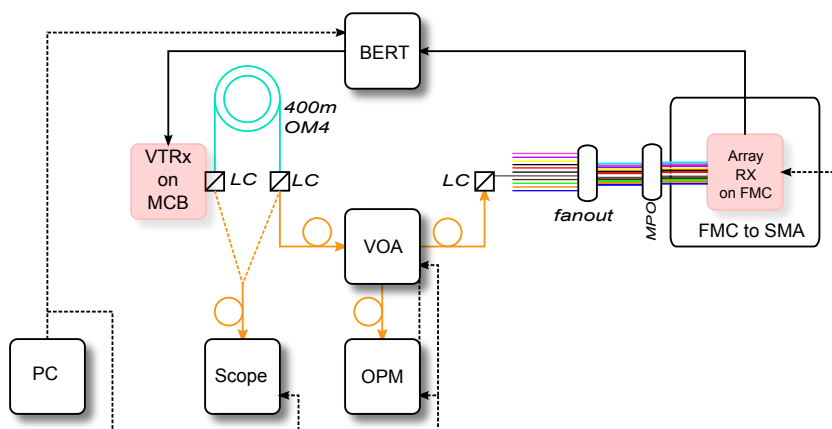 BERT
400m
OM4
VTRx
on
MCB
LC
LC
LC
fanout
MPO
Array
RX
on FMC
FMC to SMA
VOA
PC
Scope
OPM